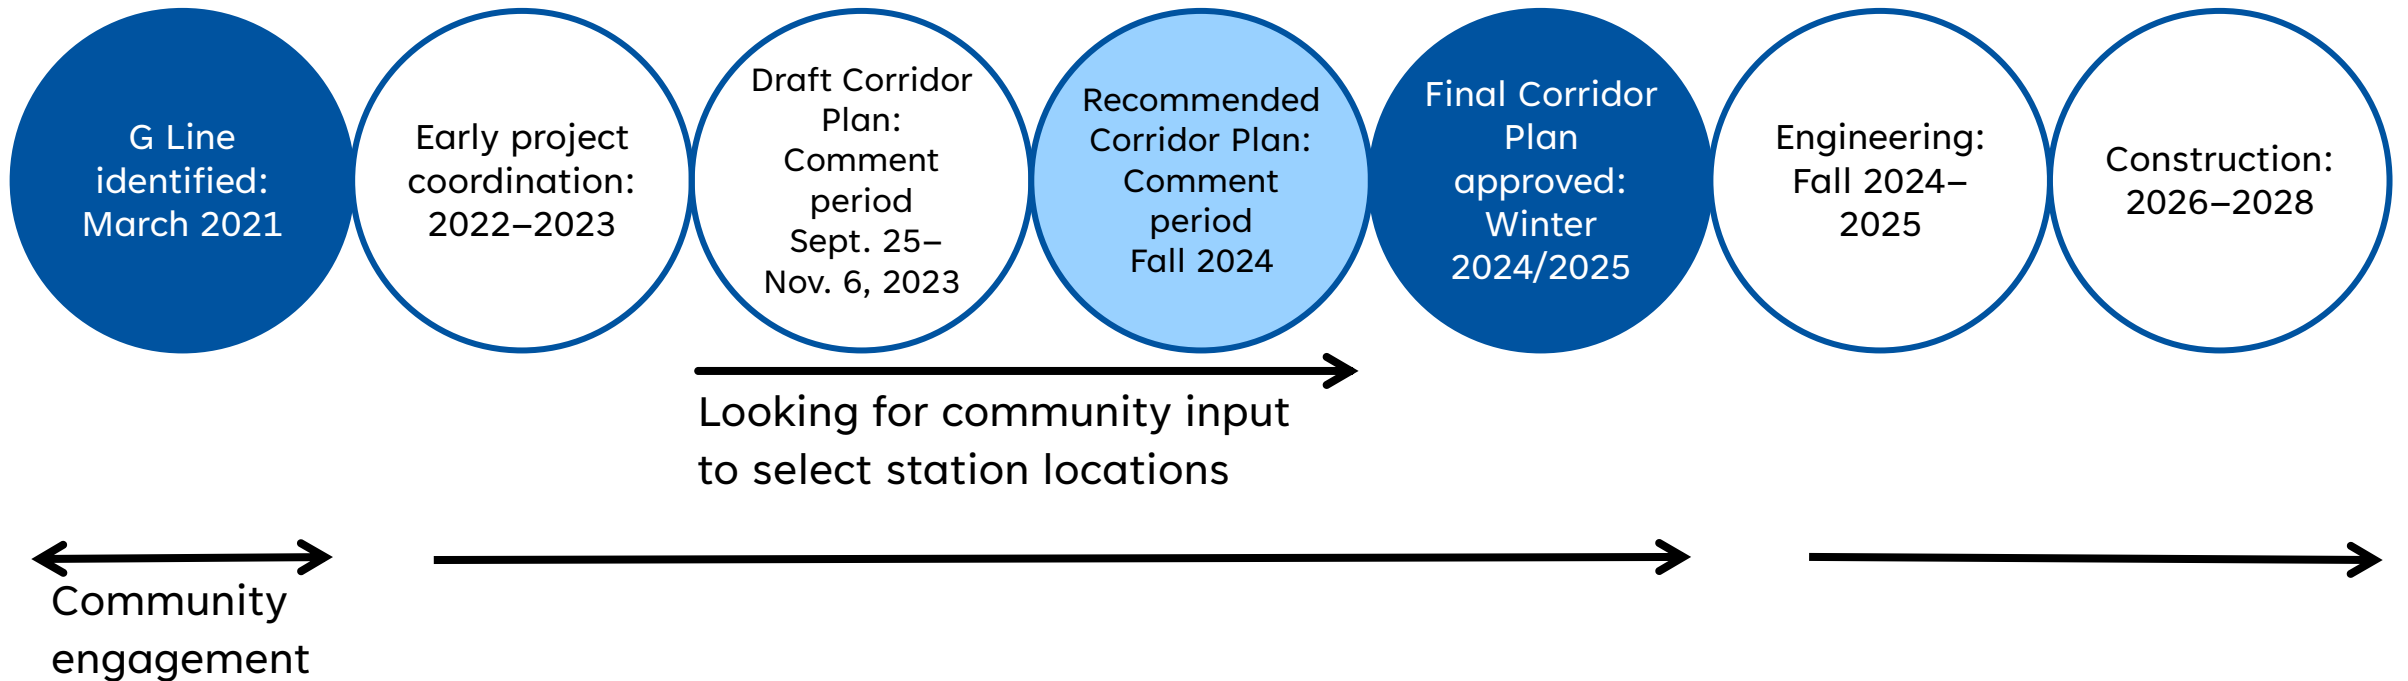 G Line
identified:
March 2021
Early project
coordination:
2022–2023
Draft Corridor
Plan:
Comment
period
Sept. 25–
Nov. 6, 2023
Recommended
Corridor Plan:
Comment
period
Fall 2024
Final Corridor
Plan
approved:
Winter
2024/2025
Engineering:
Fall 2024–
2025
Construction:
2026–2028
Looking for community input
to select station locations
Community
engagement